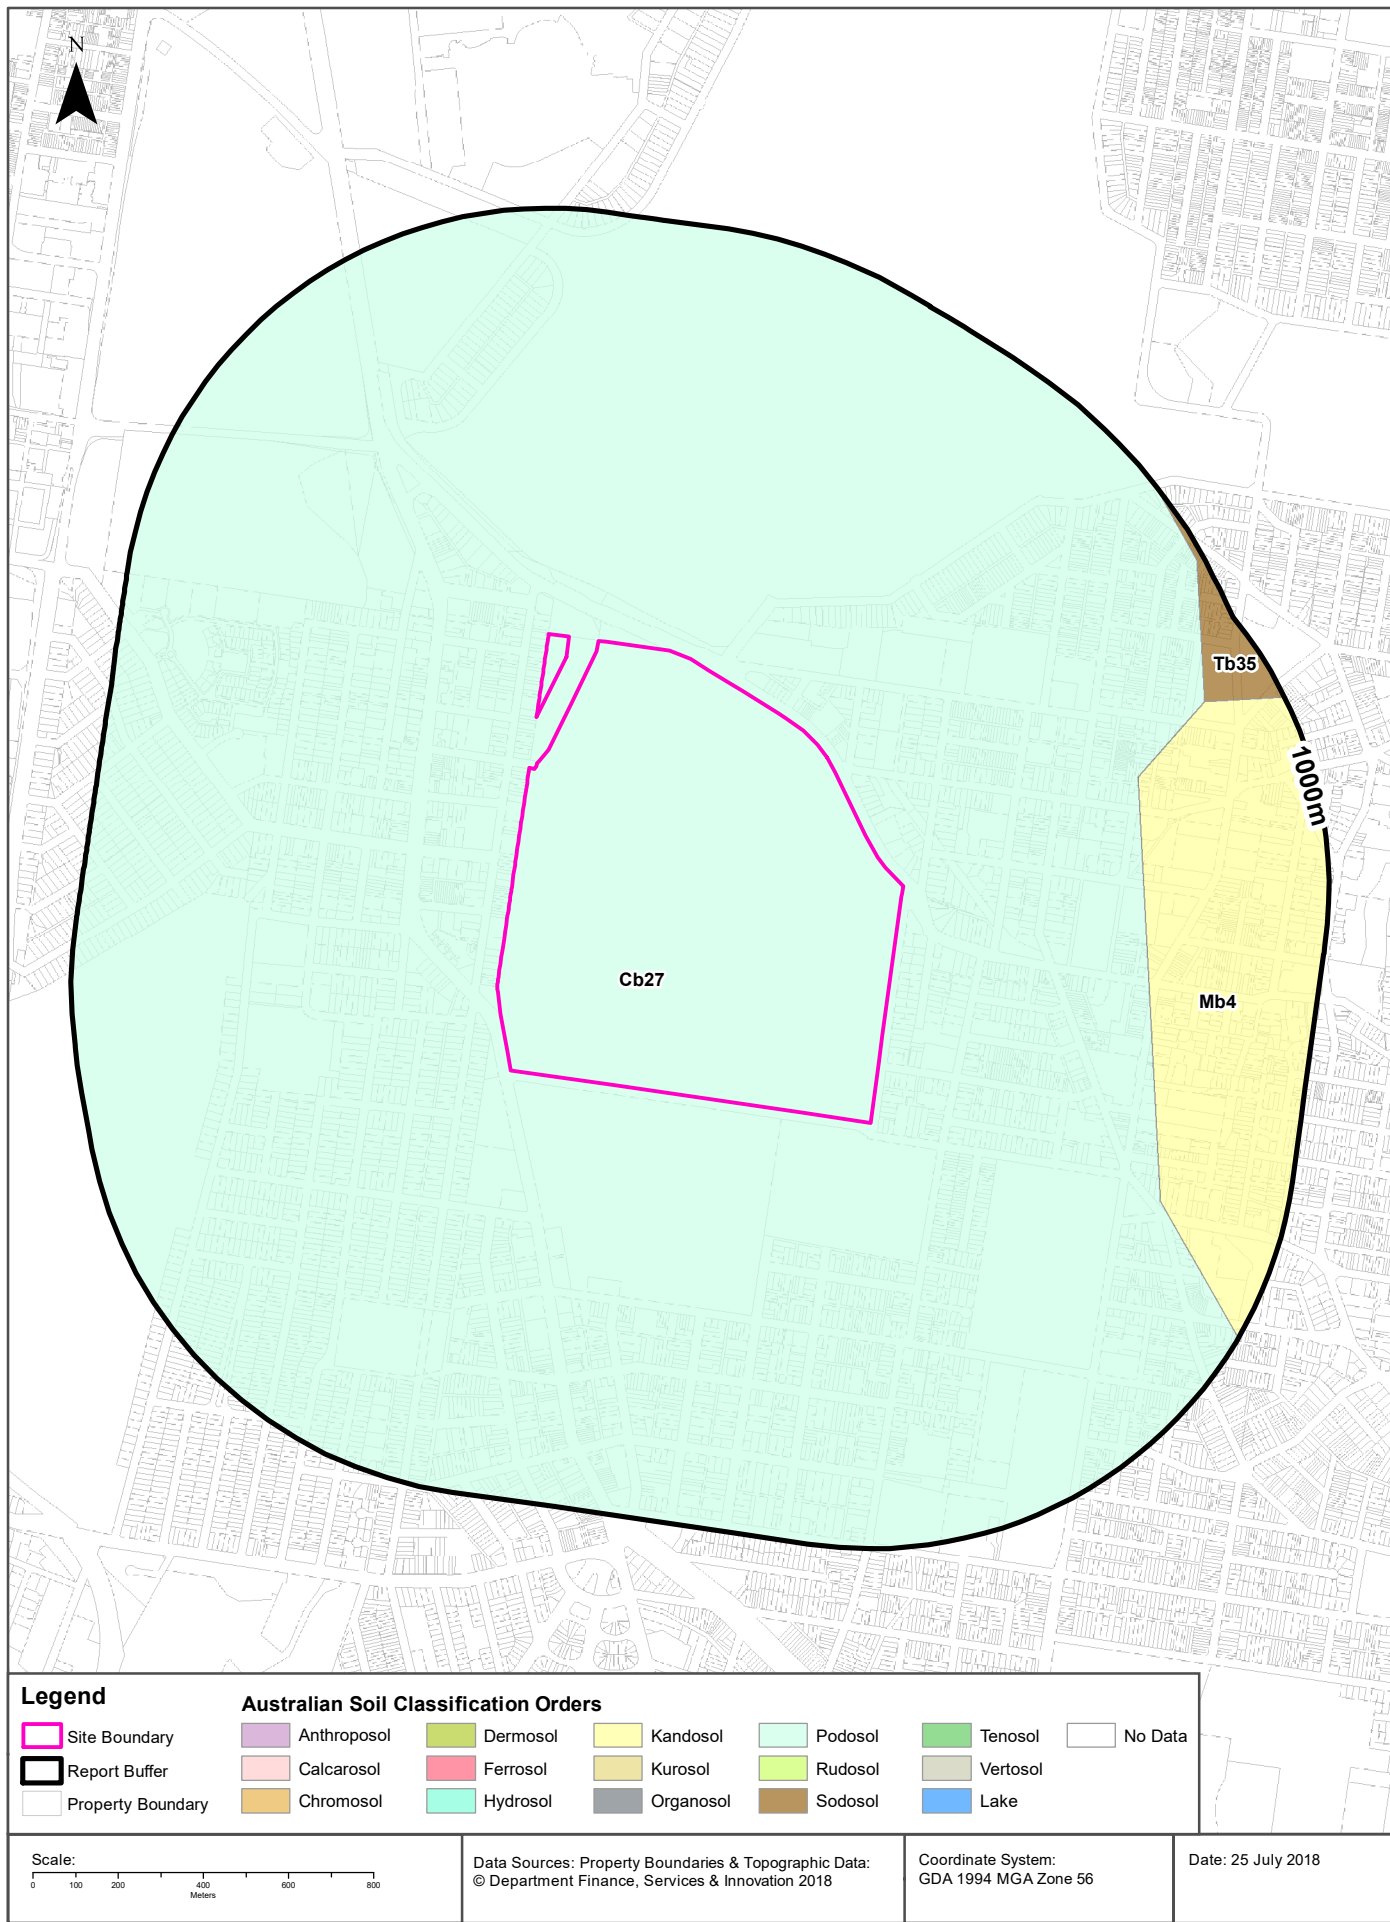 N
Tb35
1000m
Cb27
Mb4
Legend
Site Boundary
Report Buffer
Property Boundary
Australian Soil Classification Orders
Anthroposol
Calcarosol
Chromosol
Dermosol
Ferrosol
Hydrosol
Kandosol
Kurosol
Organosol
Podosol
Rudosol
Sodosol
Tenosol
Vertosol
Lake
No Data
Scale:
0 100 200 400 600 800
Meters
Data Sources: Property Boundaries & Topographic Data:
© Department Finance, Services & Innovation 2018
Coordinate System:
GDA 1994 MGA Zone 56
Date: 25 July 2018